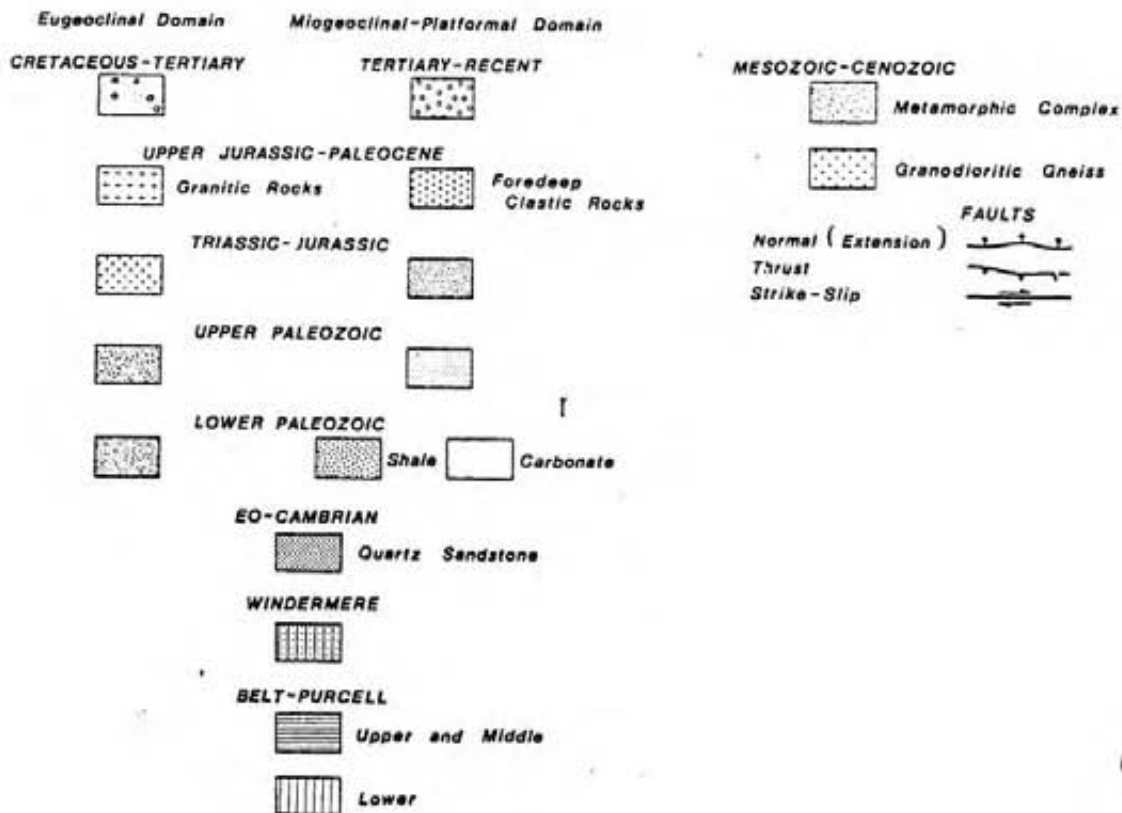 Eugeoclinal Domain
Miogeoclinal-Platformal Domain
CRETACEOUS-TERTIARY
TERTIARY-RECENT
UPPER JURASSIC-PALEOCENE
Granitic Rocks
Foredeep
Clastic Rocks
TRIASSIC-JURASSIC
UPPER PALEOZOIC
LOWER PALEOZOIC
Shale
Carbonate
EO-CAMBRIAN
Quartz Sandstone
WINDERMERE
BELT-PURCELL
Upper and Middle
Lower
MESOZOIC-CENOZOIC
Metamorphic Complex
Granodioritic Gneiss
FAULTS
Normal (Extension)
Thrust
Strike-Slip